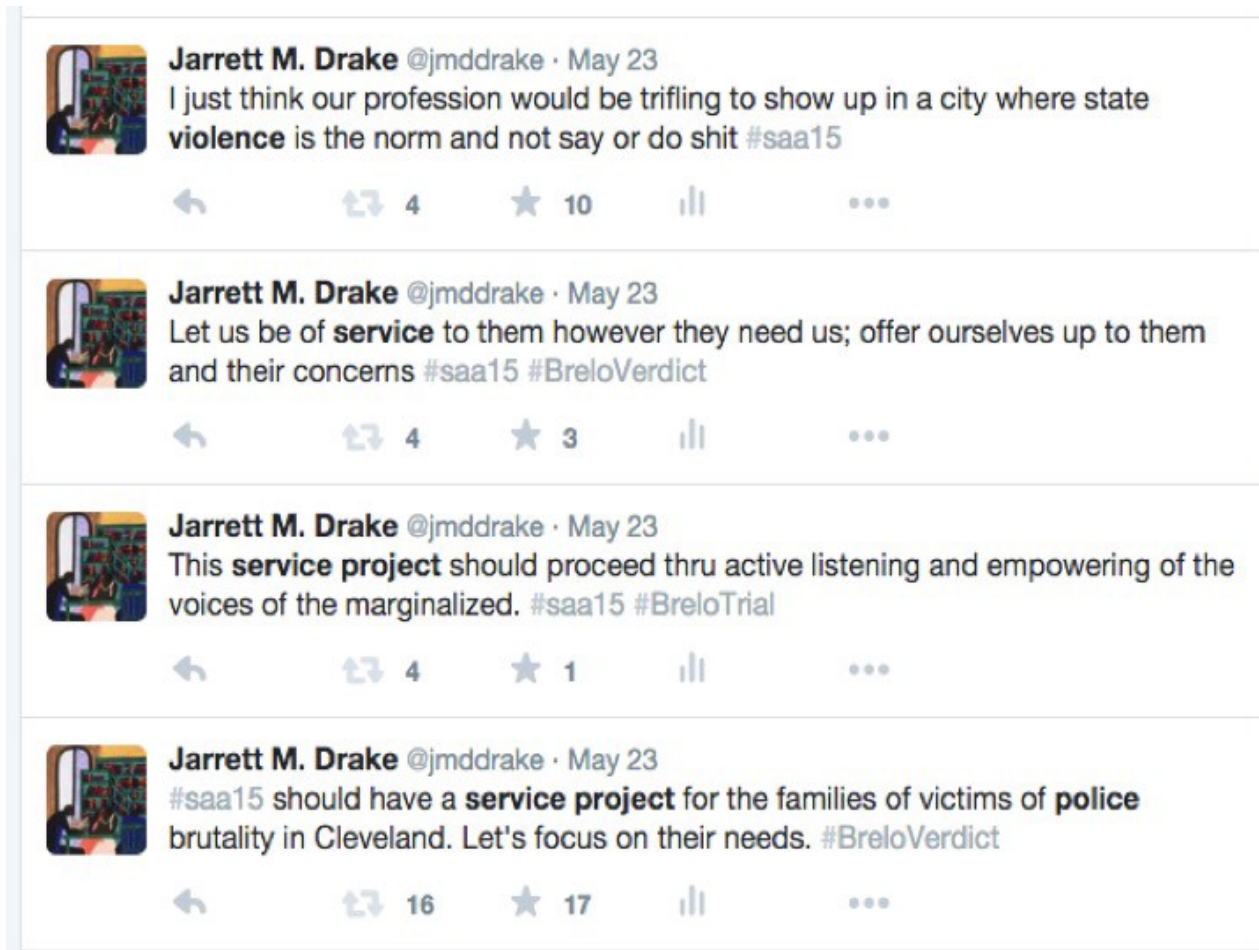 Jarrett M. Drake @jmddrake · May 23
I just think our profession would be trifling to show up in a city where state
violence is the norm and not say or do shit #saa15
4 10
Jarrett M. Drake @jmddrake · May 23
Let us be of service to them however they need us; offer ourselves up to them
and their concerns #saa15 #BreloVerdict
4 3
Jarrett M. Drake @jmddrake · May 23
This service project should proceed thru active listening and empowering of the
voices of the marginalized. #saa15 #BreloTrial
4 1
Jarrett M. Drake @jmddrake · May 23
#saa15 should have a service project for the families of victims of police
brutality in Cleveland. Let's focus on their needs. #BreloVerdict
16 17